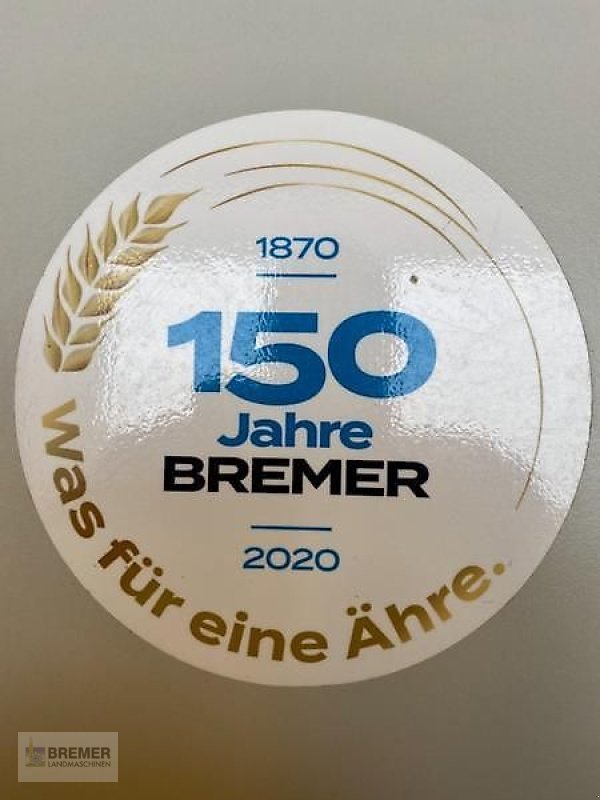 1870
150
Jahre
BREMER
2020
was für eine Ähre.
BREMER
LANDMASCHINEN